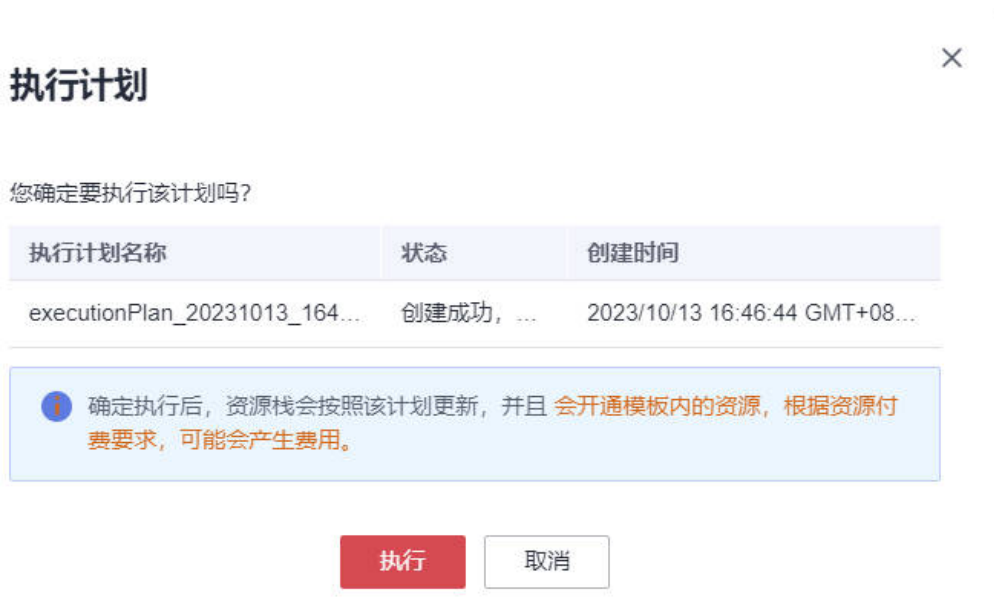 执行计划
您确定要执行该计划吗?
执行计划名称 状态 创建时间
executionPlan_20231013_164... 创建成功，... 2023/10/13 16:46:44 GMT+08...
确定执行后，资源栈会按照该计划更新，并且 会开通模板内的资源，根据资源付
费要求，可能会产生费用。
执行 取消